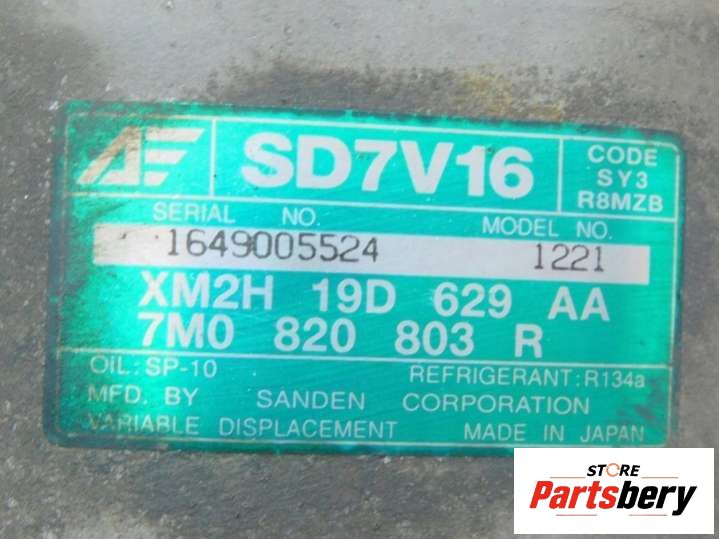 SD7V16
CODE
SY3
R8MZB
SERIAL NO.
MODEL NO.
1649005524 1221
XM2H 19D 629 AA
7M0 820 803 R
OIL: SP-10
REFRIGERANT: R134a
MFD. BY SANDEN CORPORATION
VARIABLE DISPLACEMENT MADE IN JAPAN
STORE
Partsbery